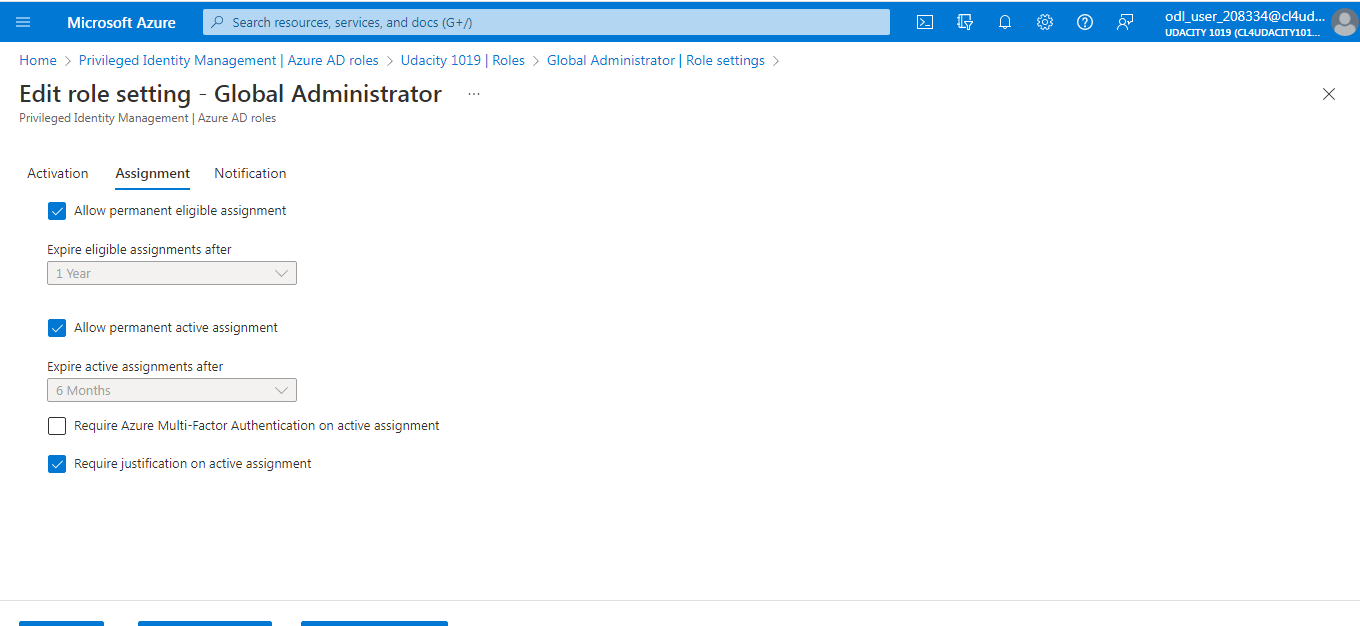 Microsoft Azure
Search resources, services, and docs (G+/)
odl_user_208334@cl4ud...
UDACITY 1019 (CL4UDACITY101...
Home > Privileged Identity Management | Azure AD roles > Udacity 1019 | Roles > Global Administrator | Role settings >
Edit role setting - Global Administrator ...
Privileged Identity Management | Azure AD roles
Activation Assignment Notification
Allow permanent eligible assignment
Expire eligible assignments after
1 Year
Allow permanent active assignment
Expire active assignments after
6 Months
Require Azure Multi-Factor Authentication on active assignment
Require justification on active assignment